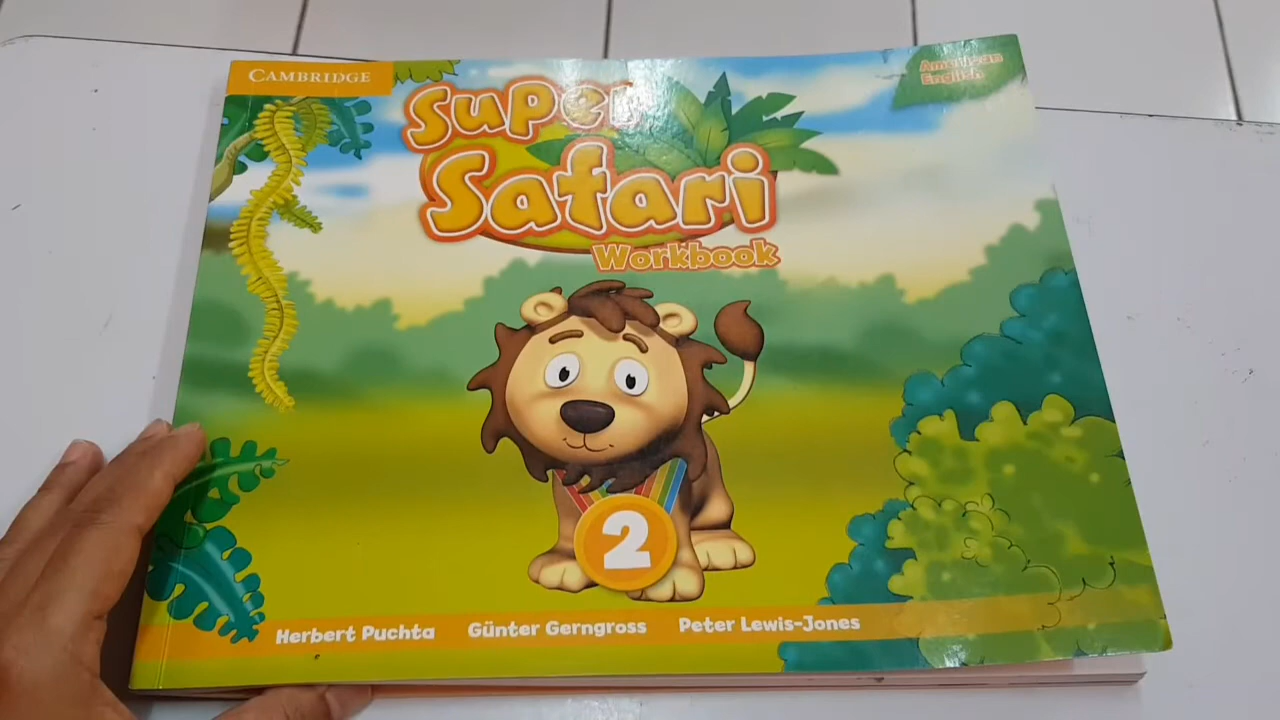 CAMBRIDGE
American
English
Super
Safari
Workbook
2
Herbert Puchta Günter Gerngross Peter Lewis-Jones